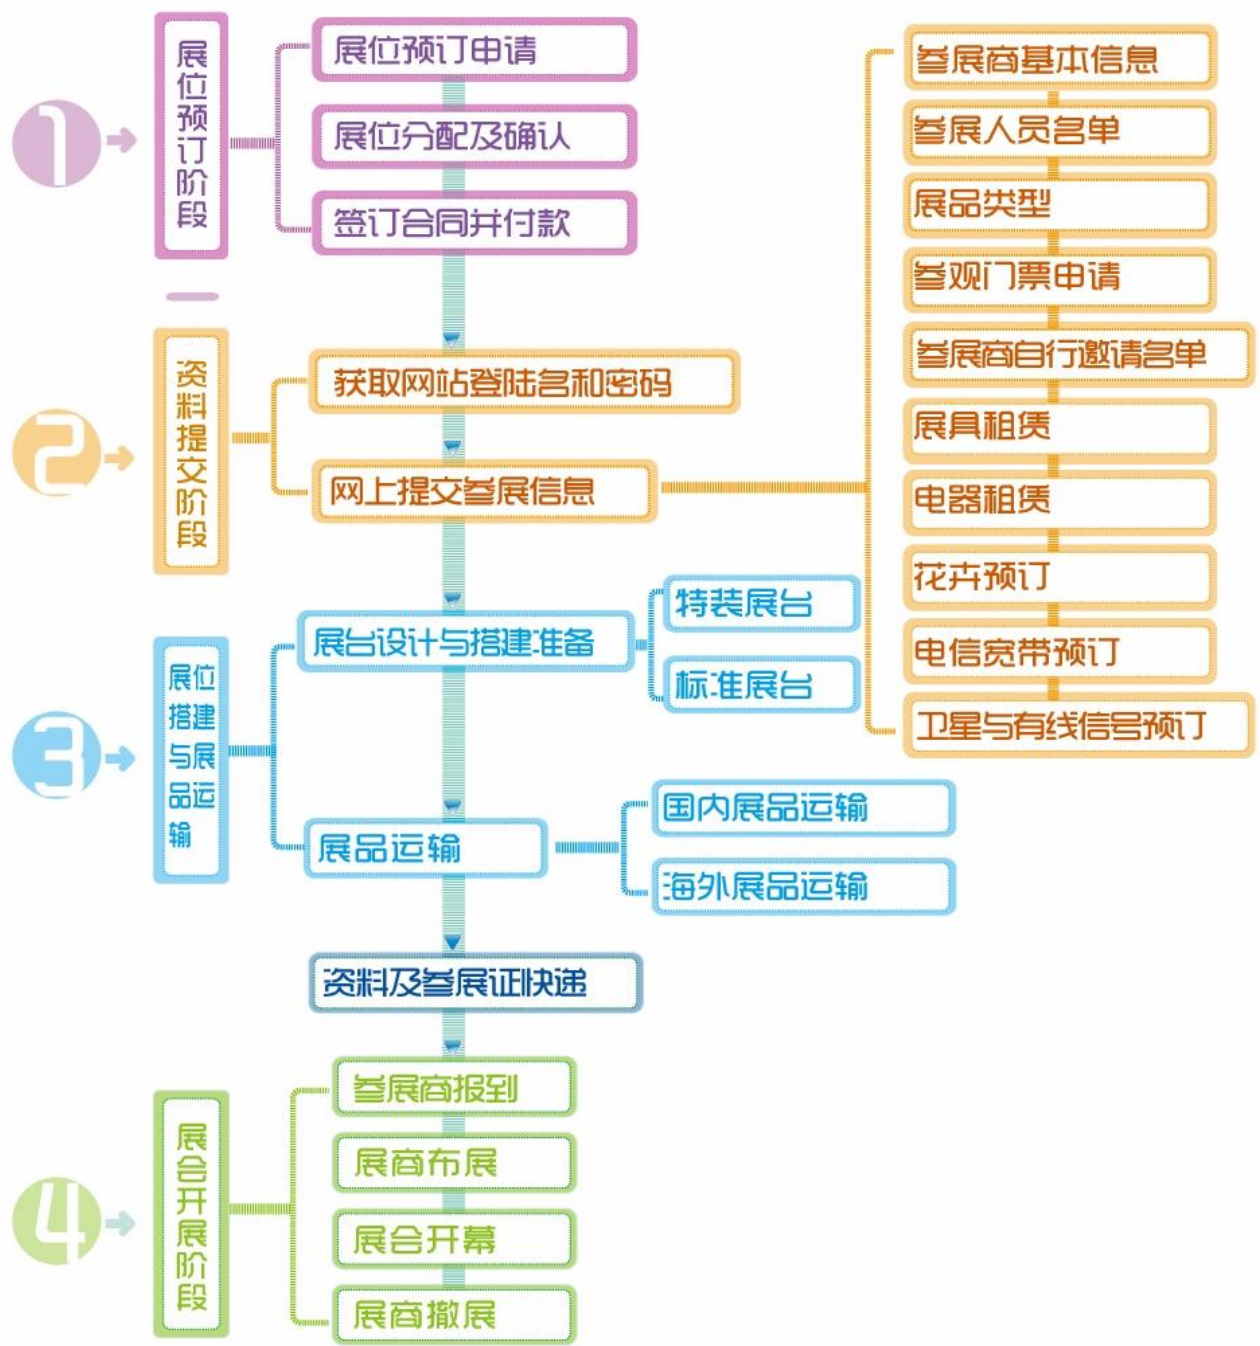 1
展位预订阶段
展位预订申请
展位分配及确认
签订合同并付款
2
资料提交阶段
获取网站登陆名和密码
网上提交参展信息
参展商基本信息
参展人员名单
展品类型
参观门票申请
参展商自行邀请名单
展具租赁
电器租赁
花卉预订
电信宽带预订
卫星与有线信号预订
3
展位
搭建
与展
品运
输
展台设计与搭建准备
特装展台
标准展台
展品运输
国内展品运输
海外展品运输
资料及参展证快递
4
展会开展阶段
参展商报到
展商布展
展会开幕
展商撤展